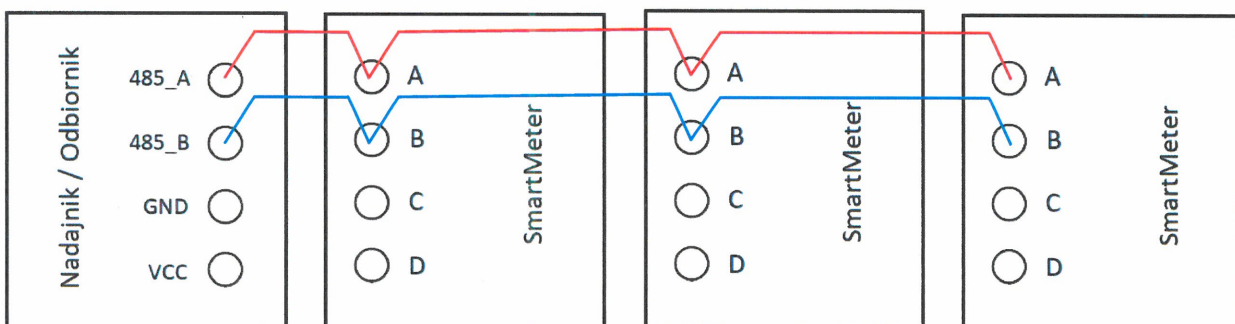 Nadajnik / Odbiornik
485_A
485_B
GND
VCC
A
B
C
D
SmartMeter
A
B
C
D
SmartMeter
A
B
C
D
SmartMeter